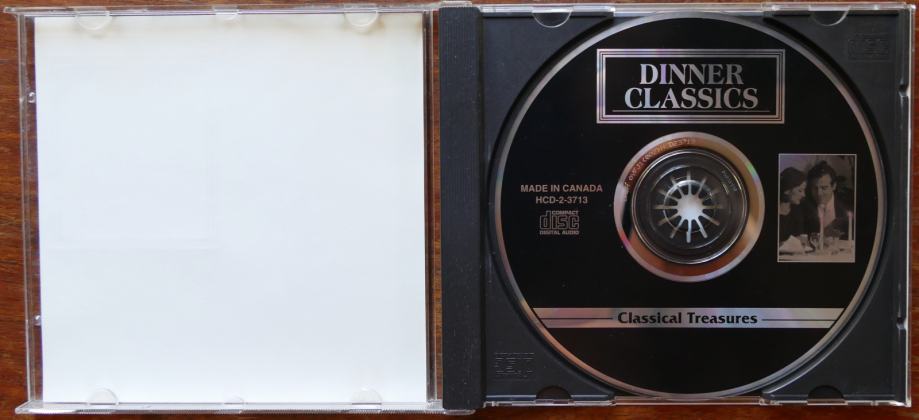 DINNER
CLASSICS
MADE IN CANADA
HCD-2-3713
COMPACT
disc
DIGITAL AUDIO
Classical Treasures